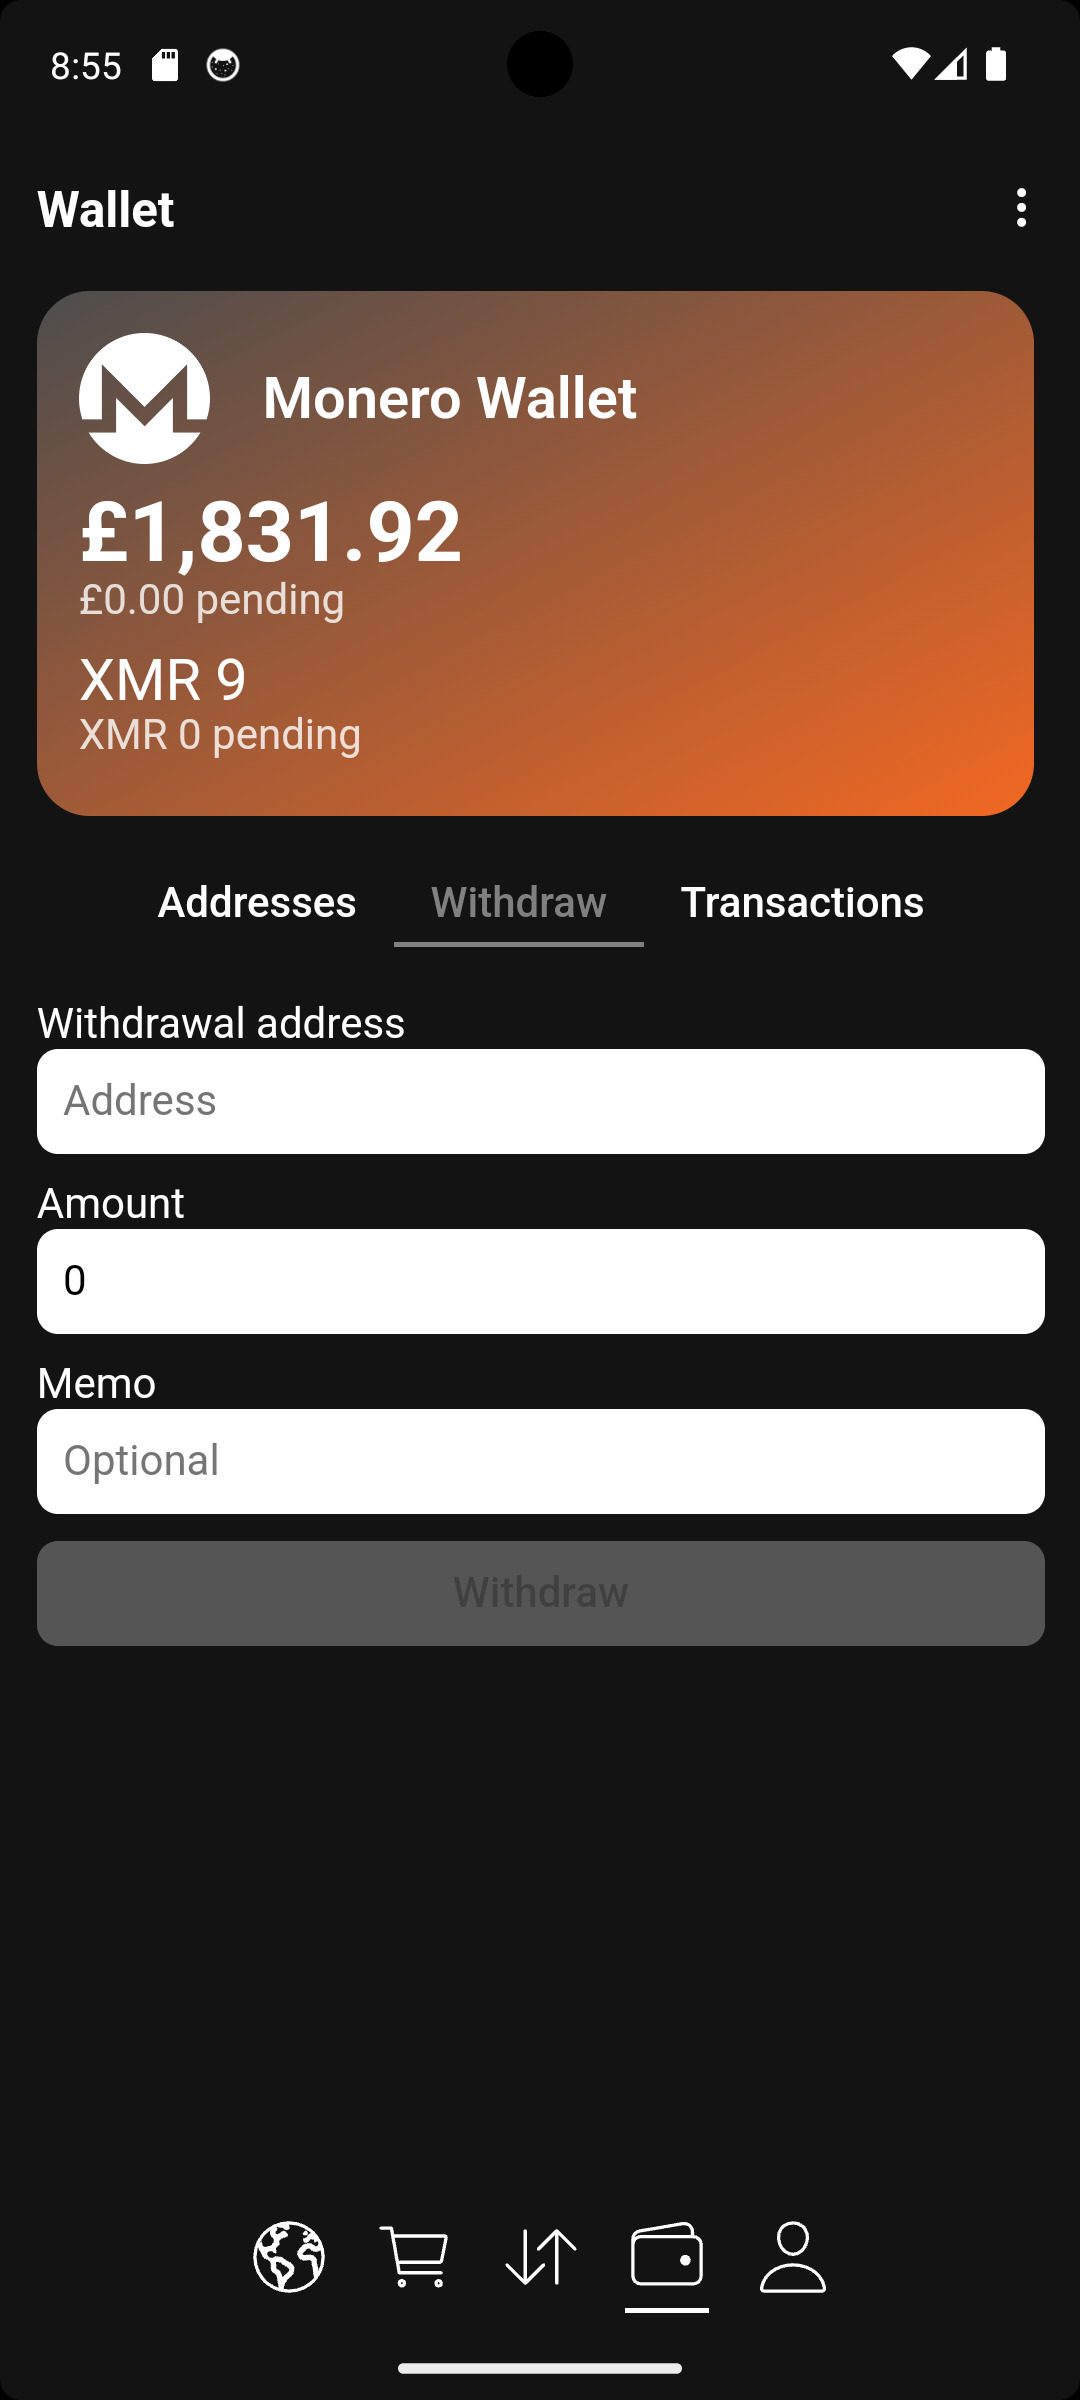 8:55
Wallet
Monero Wallet
£1,831.92
£0.00 pending
XMR 9
XMR 0 pending
Addresses Withdraw Transactions
Withdrawal address
Address
Amount
0
Memo
Optional
Withdraw